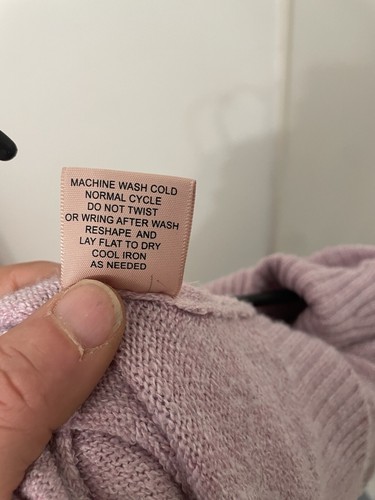 MACHINE WASH COLD
NORMAL CYCLE
DO NOT TWIST
OR WRING AFTER WASH
RESHAPE AND
LAY FLAT TO DRY
COOL IRON
AS NEEDED